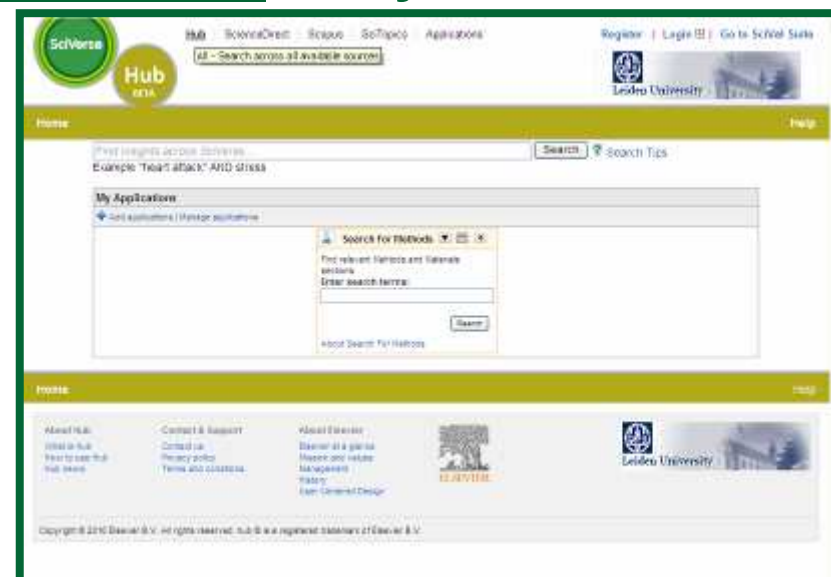 SciVerse
Hub
BETA
Hub ScienceDirect Scopus SciTopics Applications
All - Search across all available sources
Register | Login | Go to SciVal Suite
Leiden University
Home
Help
Find insights across SciVerse...
Search
? Search Tips
Example "heart attack" AND stress
My Applications
Add applications | Manage applications
Search for Methods
Find relevant Methods and Materials
sections
Enter search terms:
Search
About Search For Methods
Home
Help
About Hub
What is hub
How to use hub
Hub news
Contact & Support
Contact us
Privacy policy
Terms and conditions
About Elsevier
Elsevier at a glance
Mission and values
Management
History
User Centered Design
ELSEVIER
Leiden University
Copyright © 2010 Elsevier B.V. All rights reserved. Hub ® is a registered trademark of Elsevier B.V.